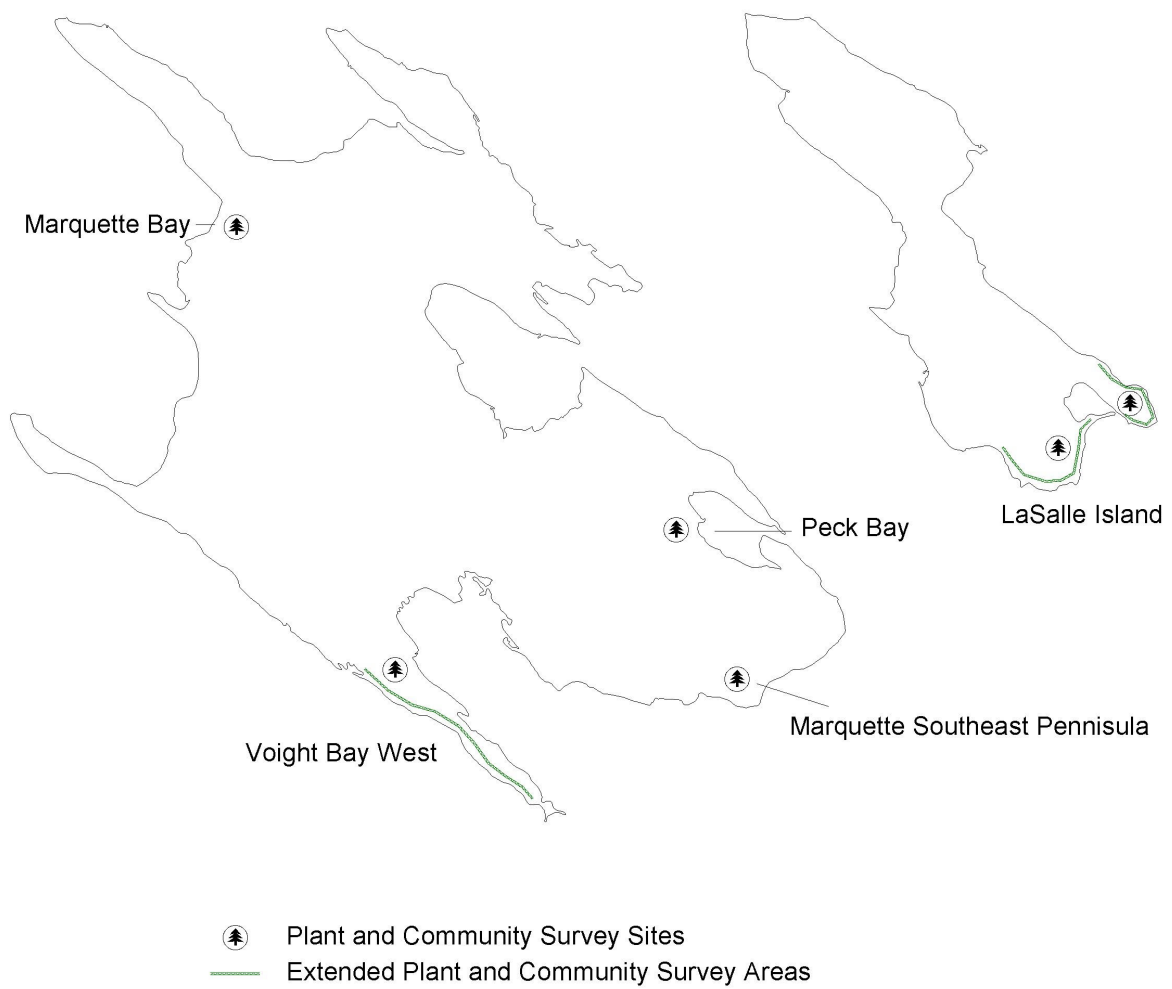 Marquette Bay
LaSalle Island
Peck Bay
Marquette Southeast Pennisula
Voight Bay West
Plant and Community Survey Sites
Extended Plant and Community Survey Areas